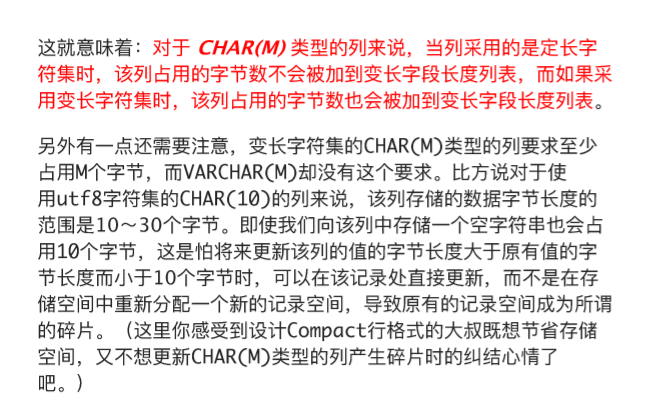 这就意味着：对于 CHAR(M) 类型的列来说，当列采用的是定长字
符集时，该列占用的字节数不会被加到变长字段长度列表，而如果采
用变长字符集时，该列占用的字节数也会被加到变长字段长度列表。
另外有一点还需要注意，变长字符集的CHAR(M)类型的列要求至少
占用M个字节，而VARCHAR(M)却没有这个要求。比方说对于使
用utf8字符集的CHAR(10)的列来说，该列存储的数据字节长度的
范围是10～30个字节。即使我们向该列中存储一个空字符串也会占
用10个字节，这是怕将来更新该列的值的字节长度大于原有值的字
节长度而小于10个字节时，可以在该记录处直接更新，而不是在存
储空间中重新分配一个新的记录空间，导致原有的记录空间成为所谓
的碎片。（这里你感受到设计Compact行格式的大叔既想节省存储
空间，又不想更新CHAR(M)类型的列产生碎片时的纠结心情了
吧。）